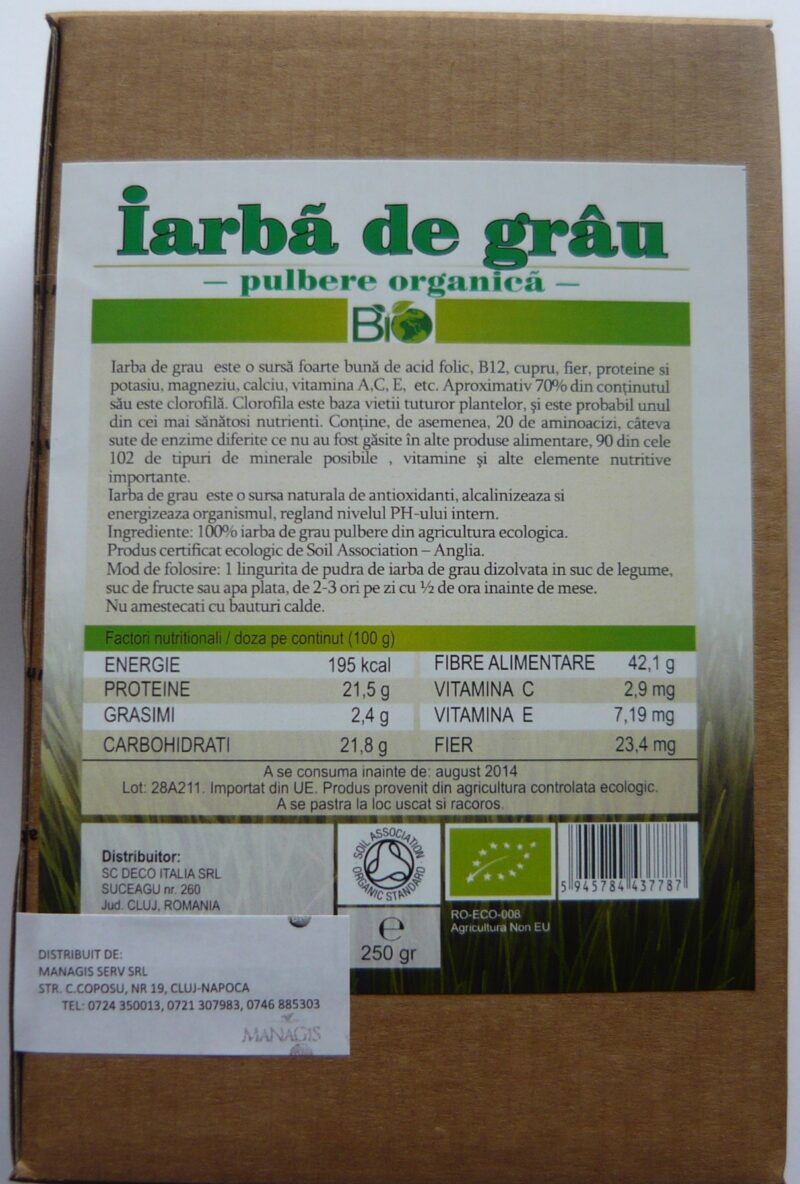 Iarbã de grâu
— pulbere organicã —
Bio
Iarba de grau este o sursă foarte bună de acid folic, B12, cupru, fier, proteine si
potasiu, magneziu, calciu, vitamina A,C, E, etc. Aproximativ 70% din conținutul
său este clorofilă. Clorofila este baza vietii tuturor plantelor, și este probabil unul
din cei mai sănătosi nutrienti. Conține, de asemenea, 20 de aminoacizi, câteva
sute de enzime diferite ce nu au fost găsite în alte produse alimentare, 90 din cele
102 de tipuri de minerale posibile , vitamine și alte elemente nutritive
importante.
Iarba de grau este o sursa naturala de antioxidanti, alcalinizeaza si
energizeaza organismul, regland nivelul PH-ului intern.
Ingrediente: 100% iarba de grau pulbere din agricultura ecologica.
Produs certificat ecologic de Soil Association – Anglia.
Mod de folosire: 1 lingurita de pudra de iarba de grau dizolvata in suc de legume,
suc de fructe sau apa plata, de 2-3 ori pe zi cu ½ de ora inainte de mese.
Nu amestecati cu bauturi calde.
Factori nutritionali / doza pe continut (100 g)
ENERGIE 195 kcal FIBRE ALIMENTARE 42,1 g
PROTEINE 21,5 g VITAMINA C 2,9 mg
GRASIMI 2,4 g VITAMINA E 7,19 mg
CARBOHIDRATI 21,8 g FIER 23,4 mg
A se consuma inainte de: august 2014
Lot: 28A211. Importat din UE. Produs provenit din agricultura controlata ecologic.
A se pastra la loc uscat si racoros.
Distribuitor:
SC DECO ITALIA SRL
SUCEAGU nr. 260
Jud. CLUJ, ROMANIA
SOIL ASSOCIATION
ORGANIC STANDARD
e
250 gr
RO-ECO-008
Agricultura Non EU
5 945784 437787
DISTRIBUIT DE:
MANAGIS SERV SRL
STR. C.COPOSU, NR 19, CLUJ-NAPOCA
TEL: 0724 350013, 0721 307983, 0746 885303
MANAGIS